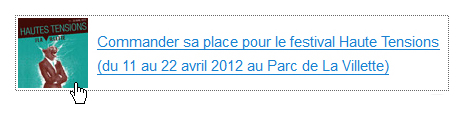 HAUTES TENSIONS
Commander sa place pour le festival Haute Tensions
(du 11 au 22 avril 2012 au Parc de La Villette)